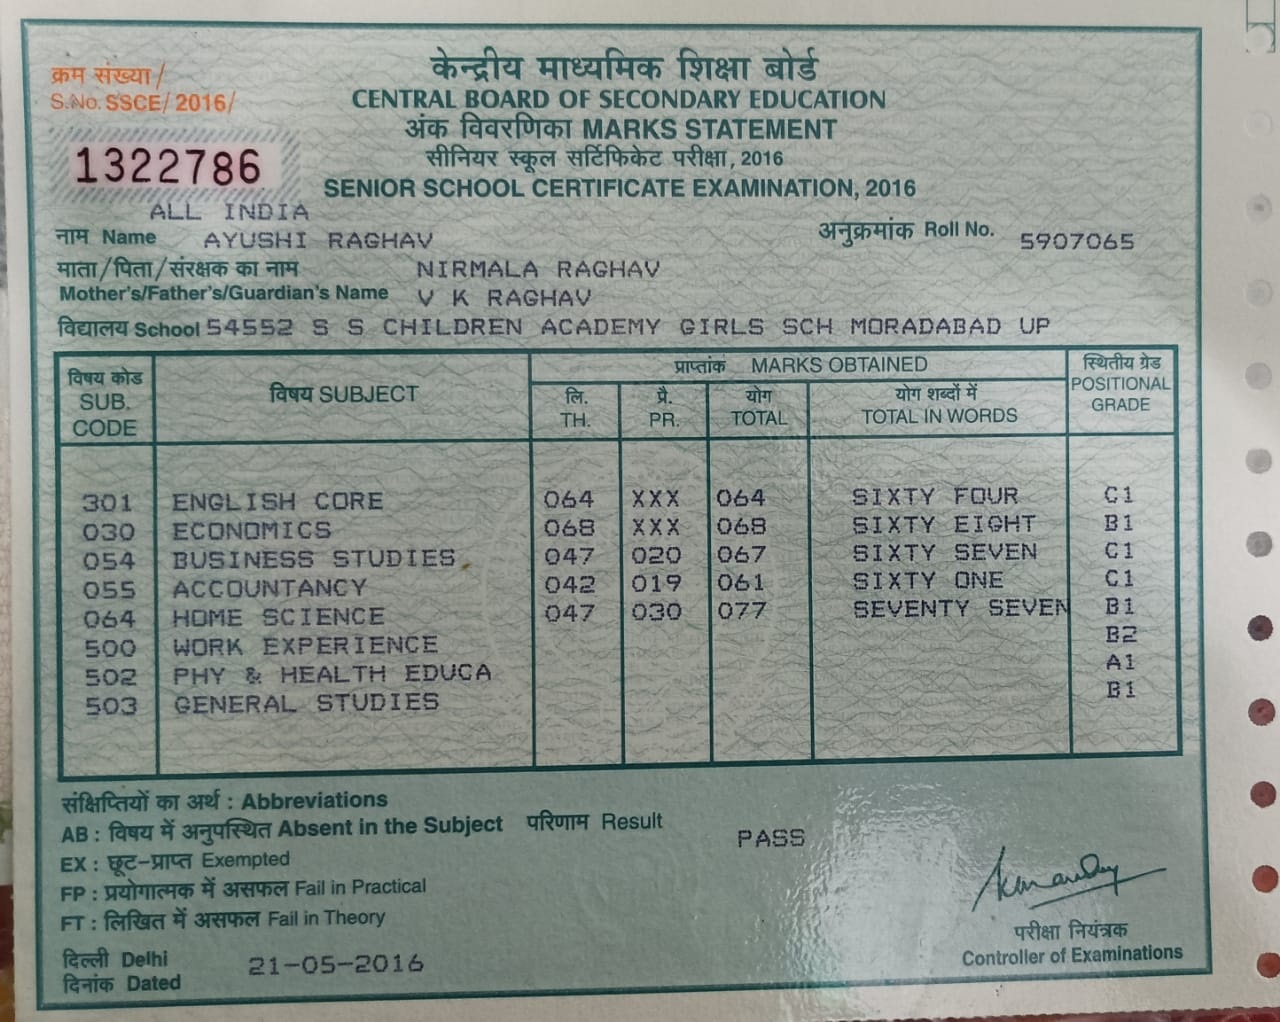 केन्द्रीय माध्यमिक शिक्षा बोर्ड
क्रम संख्या/
S.No. SSCE/2016/
CENTRAL BOARD OF SECONDARY EDUCATION
अंक विवरणिका MARKS STATEMENT
1322786
सीनियर स्कूल सर्टिफिकेट परीक्षा, 2016
SENIOR SCHOOL CERTIFICATE EXAMINATION, 2016
ALL INDIA
नाम Name AYUSHI RAGHAV अनुक्रमांक Roll No. 5907065
माता/पिता/संरक्षक का नाम NIRMALA RAGHAV
Mother's/Father's/Guardian's Name V K RAGHAV
विद्यालय School 54552 S S CHILDREN ACADEMY GIRLS SCH MORADABAD UP
विषय कोड SUB. CODE विषय SUBJECT प्राप्तांक MARKS OBTAINED स्थितीय ग्रेड POSITIONAL GRADE
लि. TH. प्रै. PR. योग TOTAL योग शब्दों में TOTAL IN WORDS
301 ENGLISH CORE 064 XXX 064 SIXTY FOUR C1
030 ECONOMICS 068 XXX 068 SIXTY EIGHT B1
054 BUSINESS STUDIES 047 020 067 SIXTY SEVEN C1
055 ACCOUNTANCY 042 019 061 SIXTY ONE C1
064 HOME SCIENCE 047 030 077 SEVENTY SEVEN B1
500 WORK EXPERIENCE B2
502 PHY & HEALTH EDUCA A1
503 GENERAL STUDIES B1
संक्षिप्तियों का अर्थ : Abbreviations
AB : विषय में अनुपस्थित Absent in the Subject परिणाम Result PASS
EX : छूट-प्राप्त Exempted
FP : प्रयोगात्मक में असफल Fail in Practical
FT : लिखित में असफल Fail in Theory
परीक्षा नियंत्रक
Controller of Examinations
दिल्ली Delhi
दिनांक Dated 21-05-2016